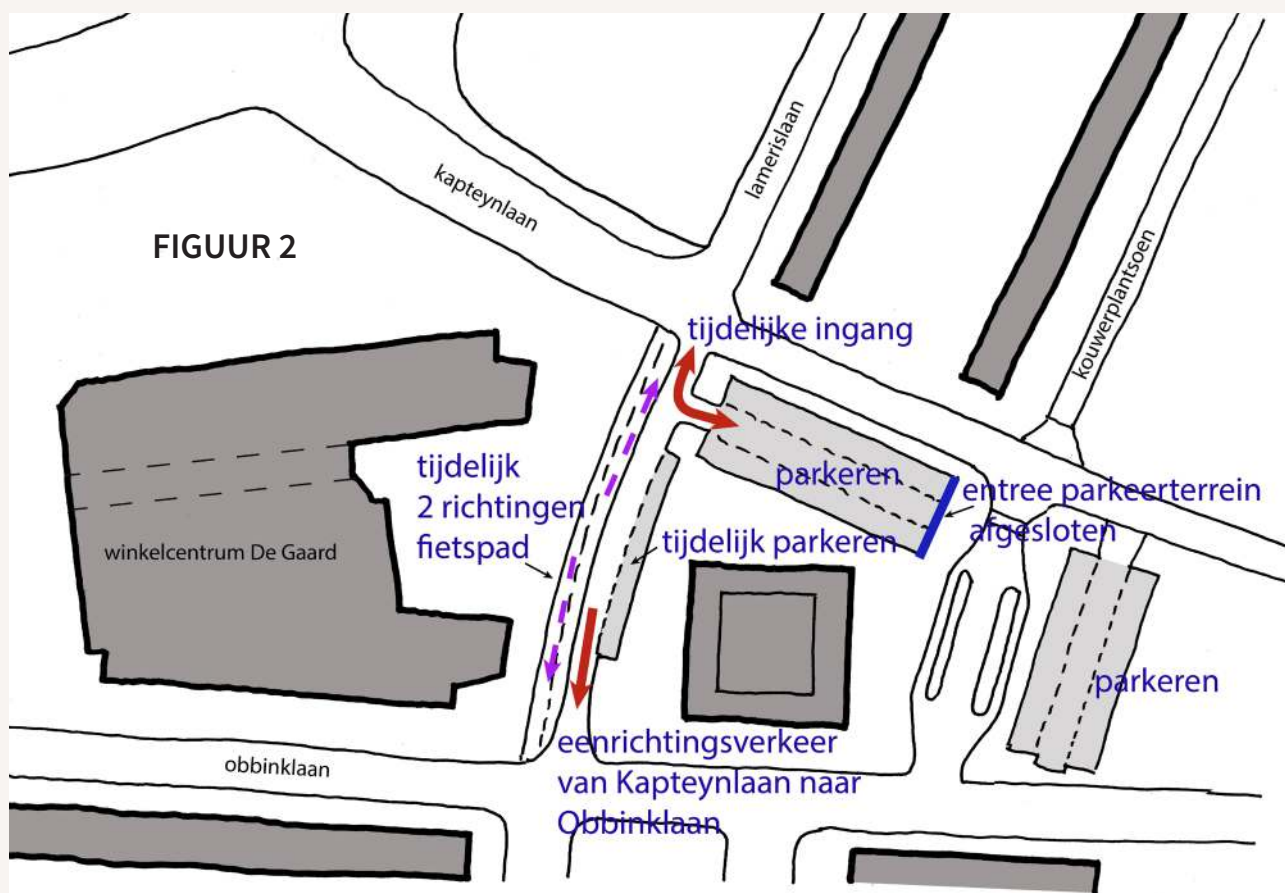 kapteynlaan
lamerislaan
kouwerplantsoen
FIGUUR 2
tijdelijke ingang
parkeren
entree parkeerterrein
afgesloten
tijdelijk
2 richtingen
fietspad
tijdelijk parkeren
winkelcentrum De Gaard
parkeren
eenrichtingsverkeer
van Kapteynlaan naar
Obbinklaan
obbinklaan